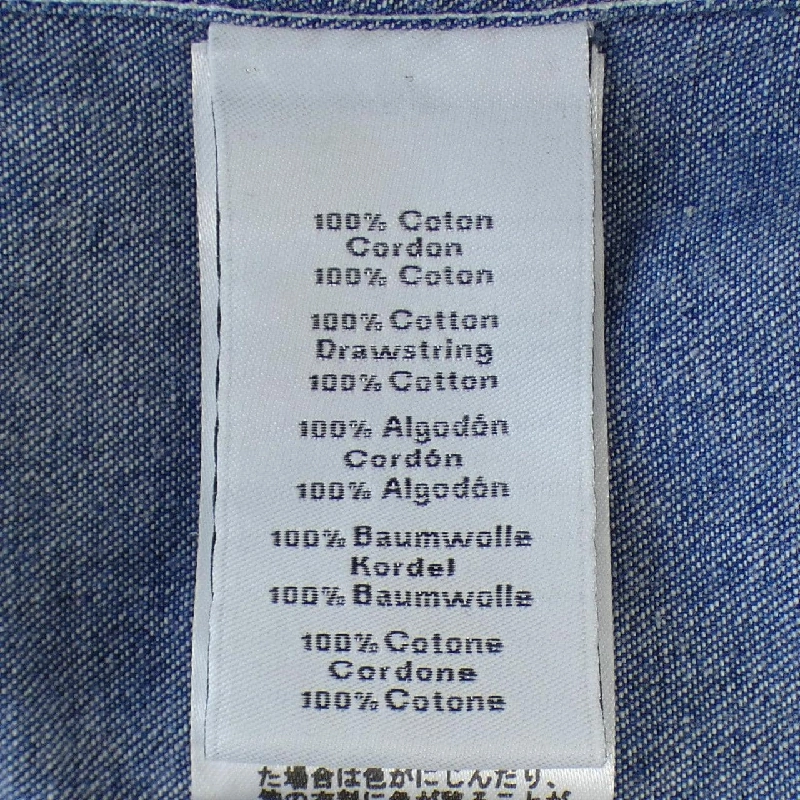 100% Coton
Cordon
100% Coton
100% Cotton
Drawstring
100% Cotton
100% Algodón
Cordón
100% Algodón
100% Baumwolle
Kordel
100% Baumwolle
100% Cotone
Cordone
100% Cotone
た場合は色がにじんだり、